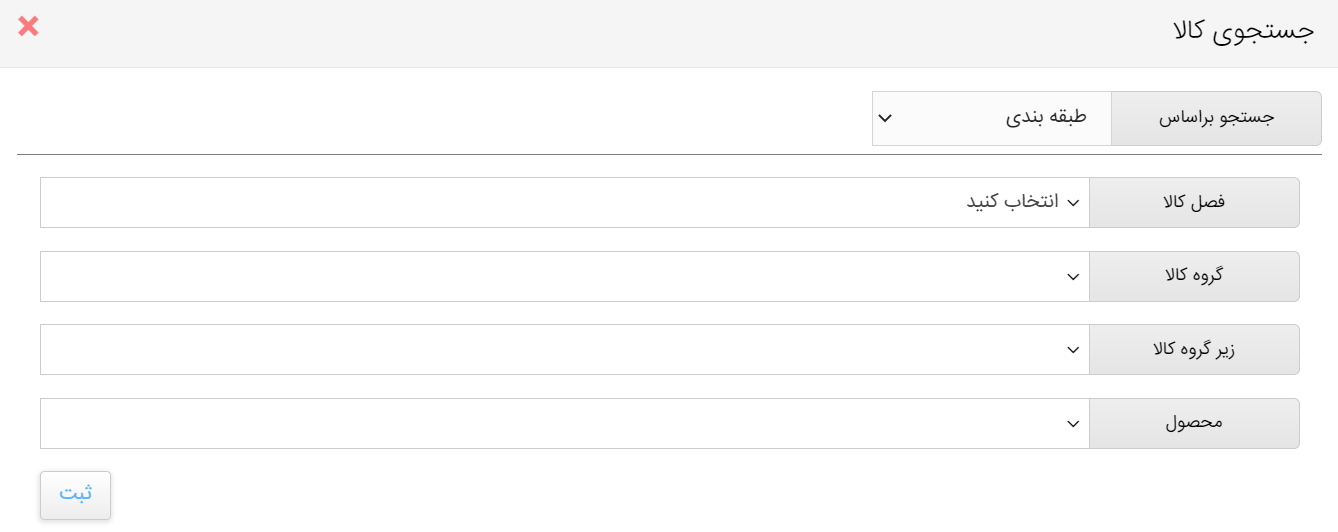 جستجوی کالا
جستجو براساس
طبقه بندی
فصل کالا
انتخاب کنید
گروه کالا
زیر گروه کالا
محصول
ثبت